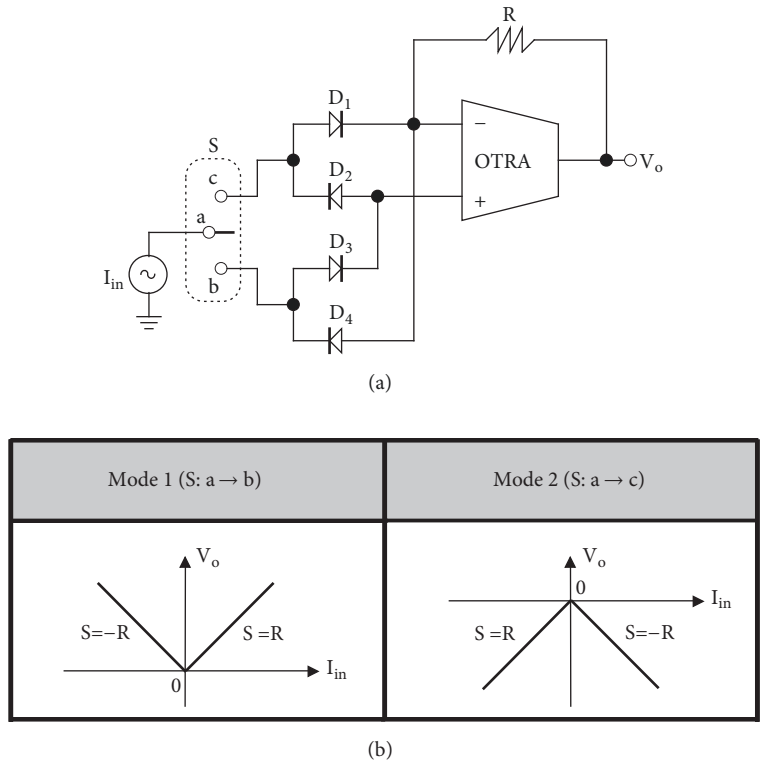 R
D1
S
−
c
D2
OTRA
Vo
a
+
D3
Iin
b
D4
(a)
Mode 1 (S: a → b)
Mode 2 (S: a → c)
Vo
S=−R
S =R
Iin
0
Vo
0
Iin
S =R
S=−R
(b)